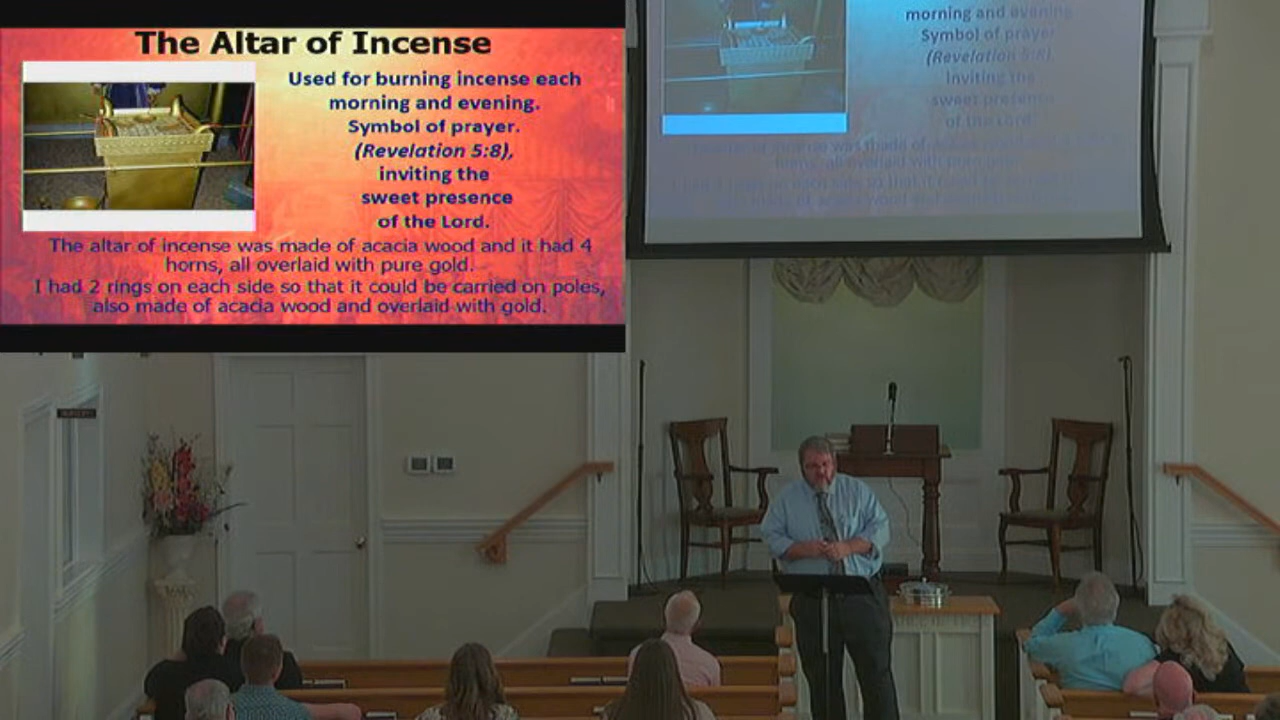 The Altar of Incense
Used for burning incense each
morning and evening.
Symbol of prayer.
(Revelation 5:8),
inviting the
sweet presence
of the Lord.
The altar of incense was made of acacia wood and it had 4
horns, all overlaid with pure gold.
I had 2 rings on each side so that it could be carried on poles,
also made of acacia wood and overlaid with gold.
morning and evening
Symbol of prayer
(Revelation 5:8),
inviting the
sweet presence
of the Lord